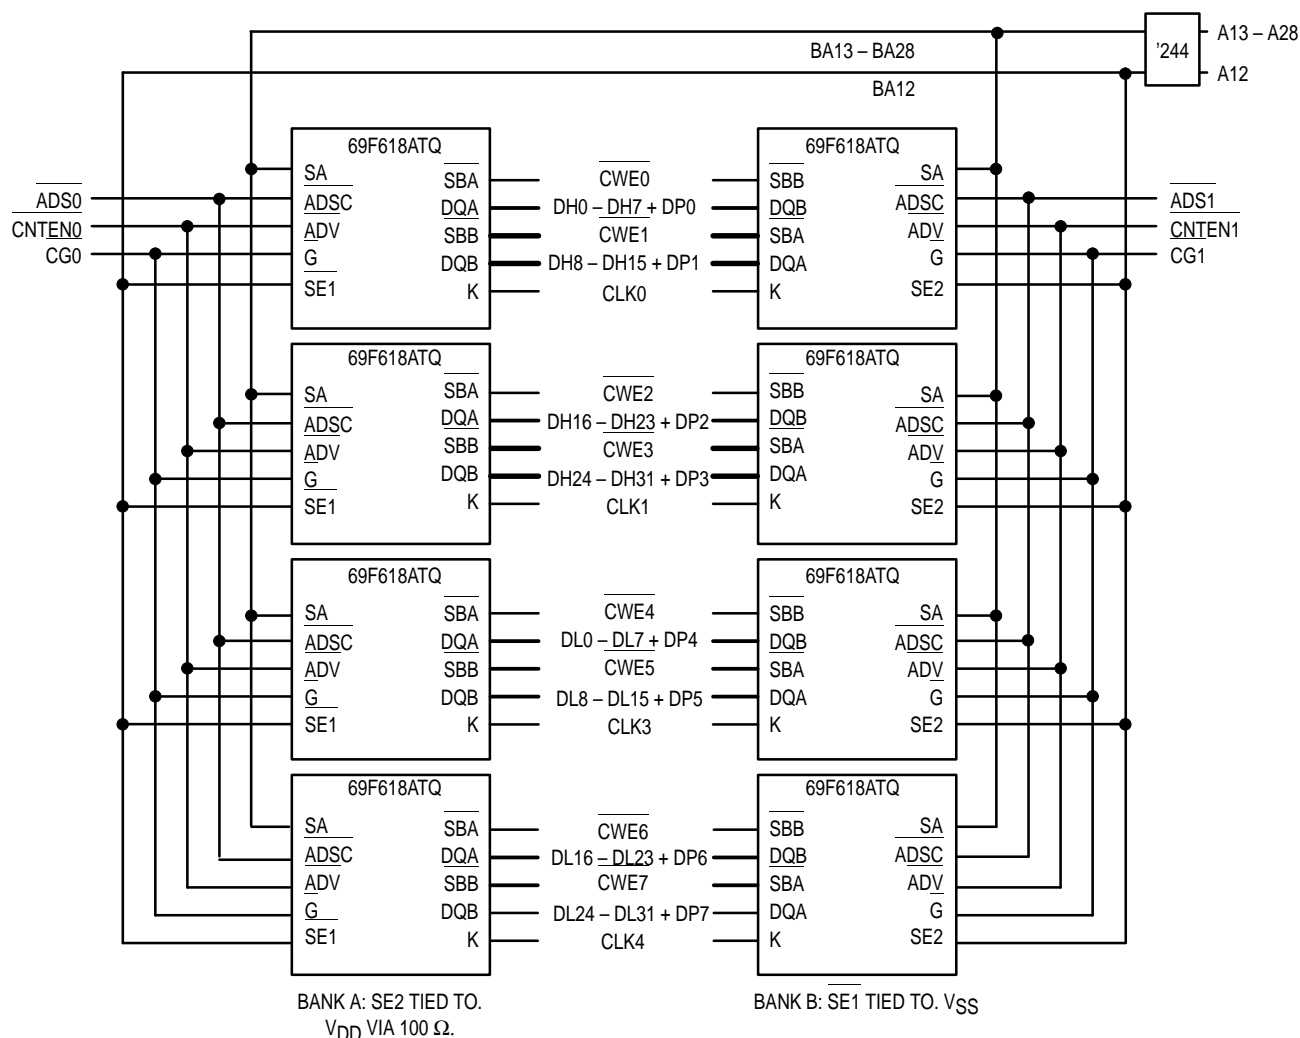 A13 – A28
'244
BA13 – BA28
A12
BA12
69F618ATQ
SA
ADSC
ADV
G
SE1
SBA
DQA
SBB
DQB
K
CWE0
DH0 – DH7 + DP0
CWE1
DH8 – DH15 + DP1
CLK0
69F618ATQ
SBB
DQB
SBA
DQA
K
SA
ADSC
ADV
G
SE2
ADS0
CNTEN0
CG0
ADS1
CNTEN1
CG1
69F618ATQ
SA
ADSC
ADV
G
SE1
SBA
DQA
SBB
DQB
K
CWE2
DH16 – DH23 + DP2
CWE3
DH24 – DH31 + DP3
CLK1
69F618ATQ
SBB
DQB
SBA
DQA
K
SA
ADSC
ADV
G
SE2
69F618ATQ
SA
ADSC
ADV
G
SE1
SBA
DQA
SBB
DQB
K
CWE4
DL0 – DL7 + DP4
CWE5
DL8 – DL15 + DP5
CLK3
69F618ATQ
SBB
DQB
SBA
DQA
K
SA
ADSC
ADV
G
SE2
69F618ATQ
SA
ADSC
ADV
G
SE1
SBA
DQA
SBB
DQB
K
CWE6
DL16 – DL23 + DP6
CWE7
DL24 – DL31 + DP7
CLK4
69F618ATQ
SBB
DQB
SBA
DQA
K
SA
ADSC
ADV
G
SE2
BANK A: SE2 TIED TO.
VDD VIA 100 Ω.
BANK B: SE1 TIED TO. VSS